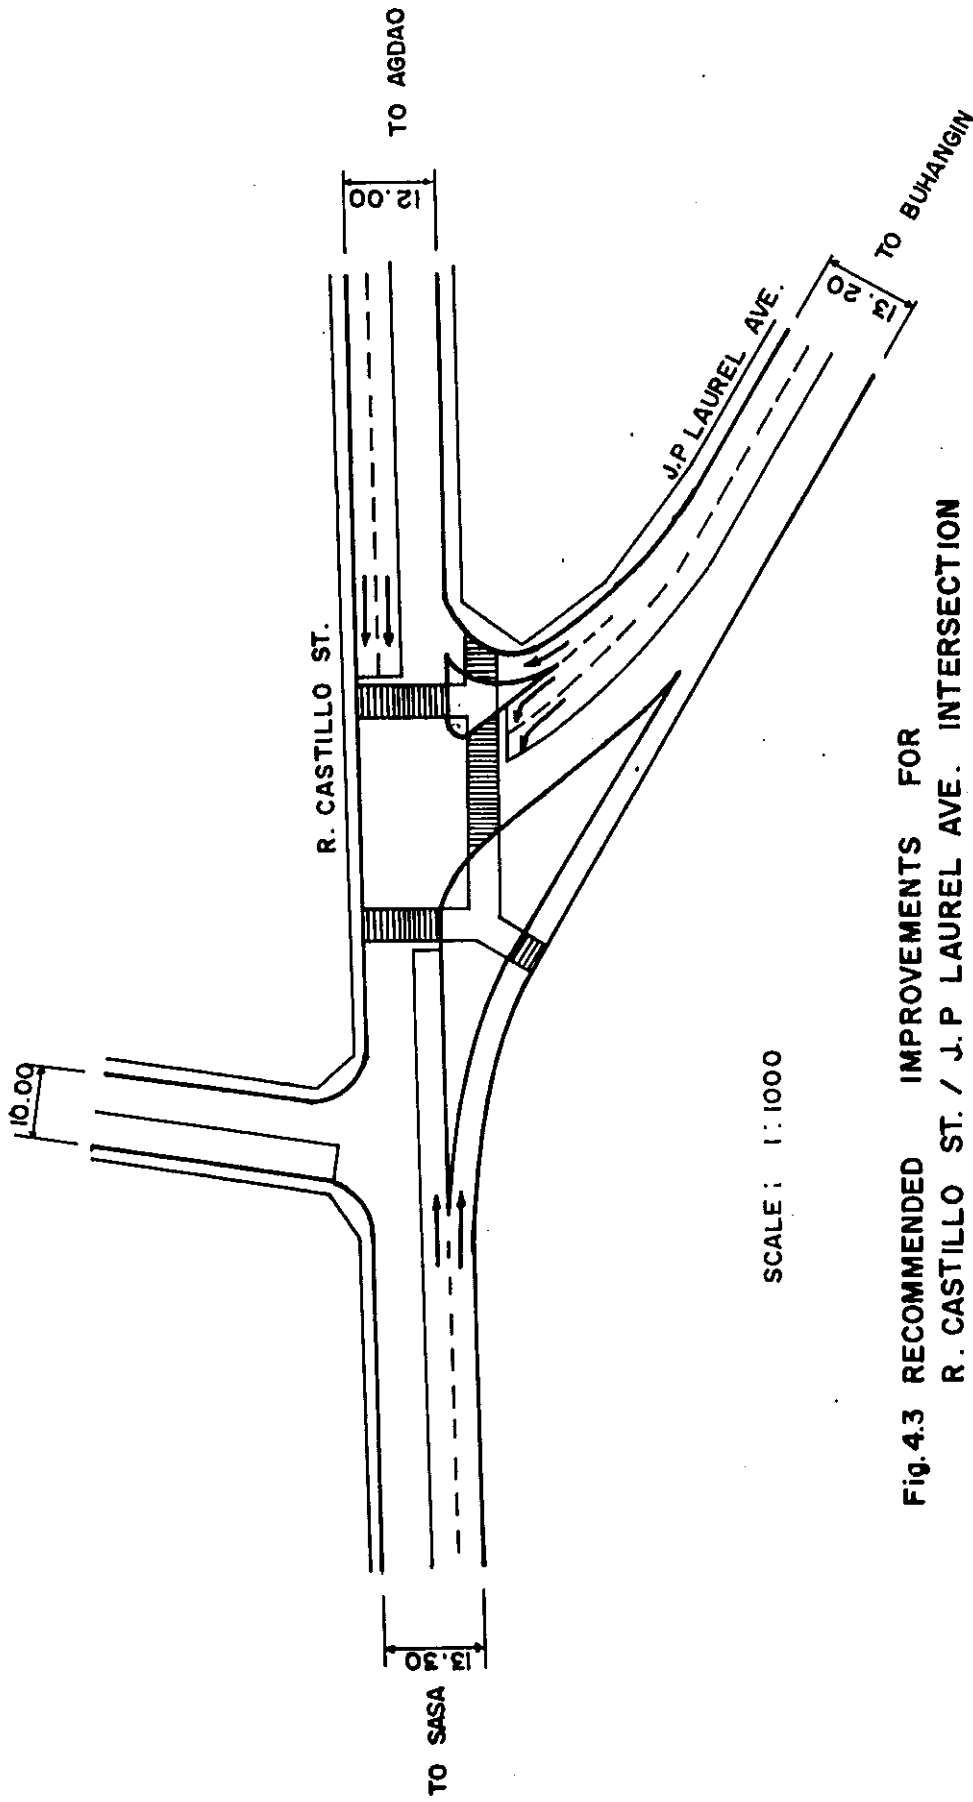 TO AGDAO
12.00
TO BUHANGIN
13.20
J.P LAUREL AVE.
R. CASTILLO ST.
10.00
13.30
TO SASA
SCALE: 1:1000
Fig. 4.3 RECOMMENDED IMPROVEMENTS FOR
R. CASTILLO ST. / J.P LAUREL AVE. INTERSECTION